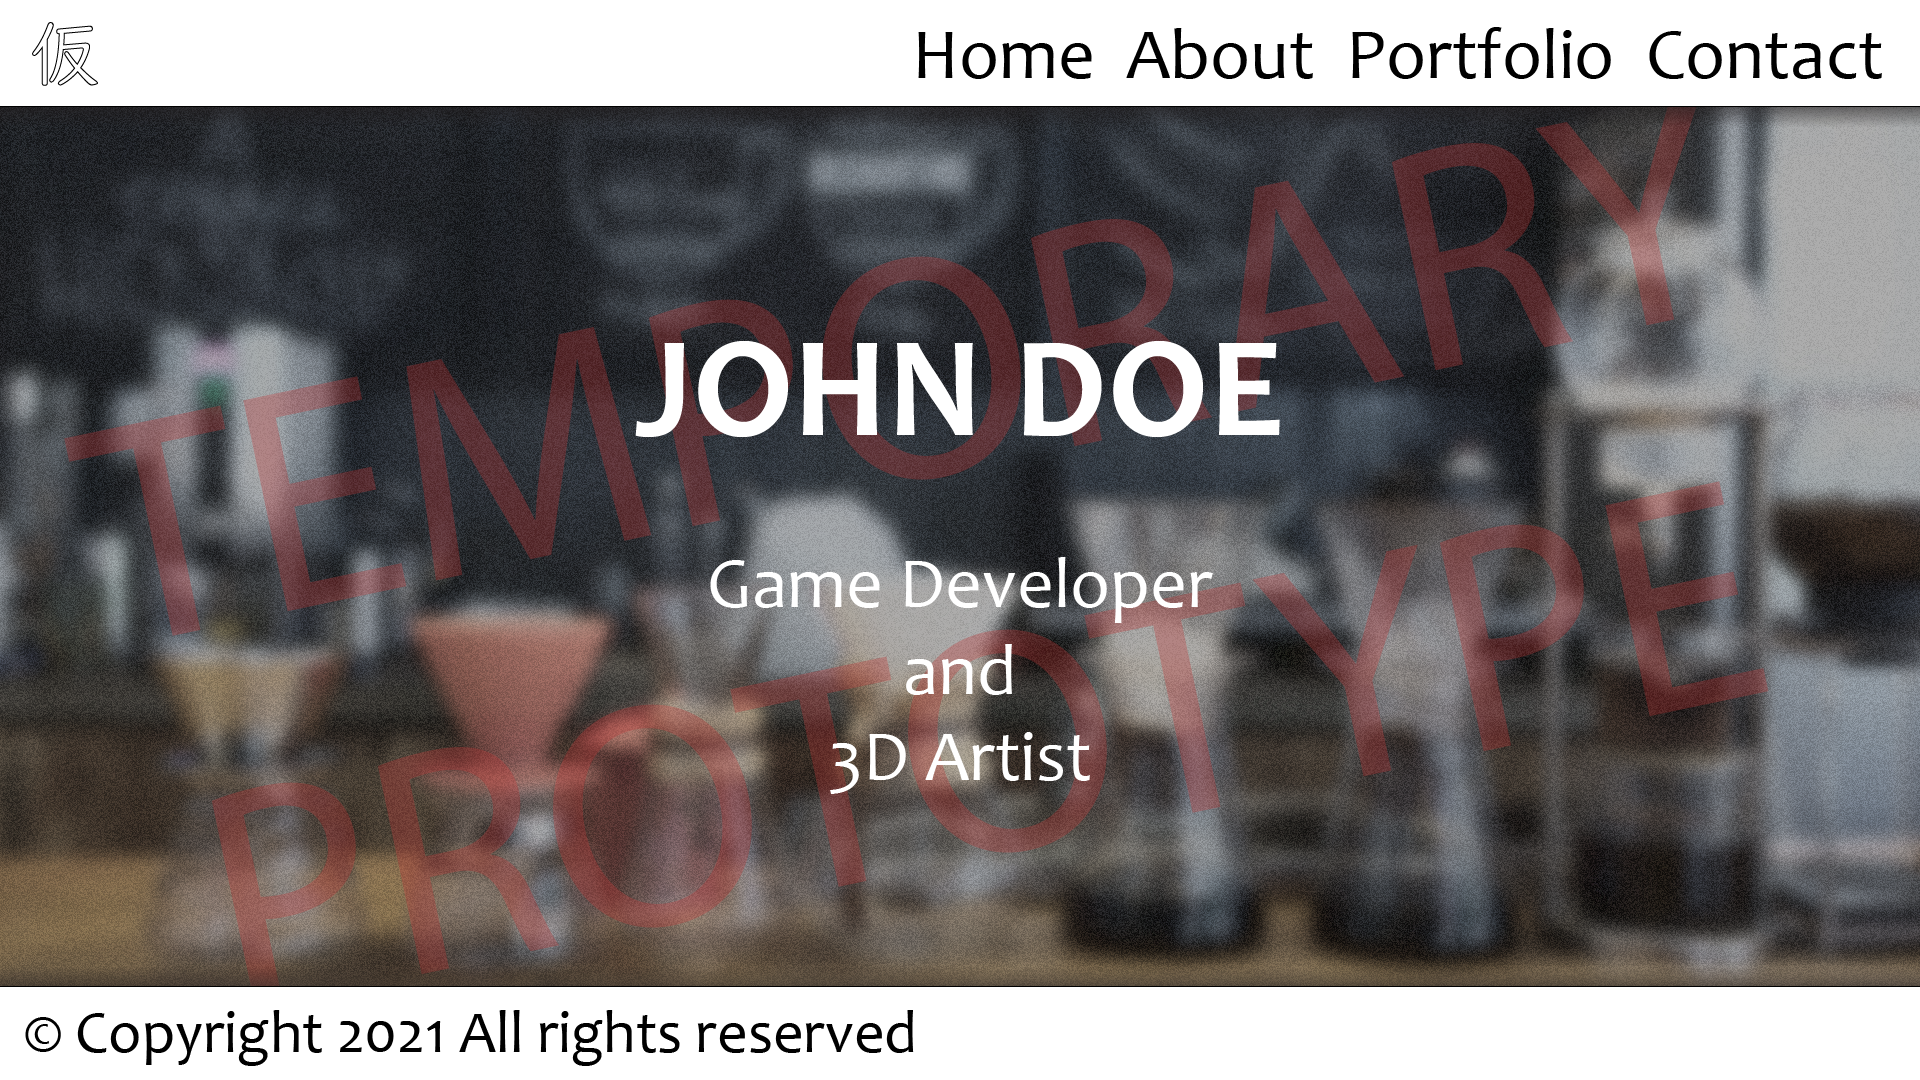 仮
Home About Portfolio Contact
TEMPORARY
JOHN DOE
Game Developer
and
3D Artist
PROTOTYPE
© Copyright 2021 All rights reserved